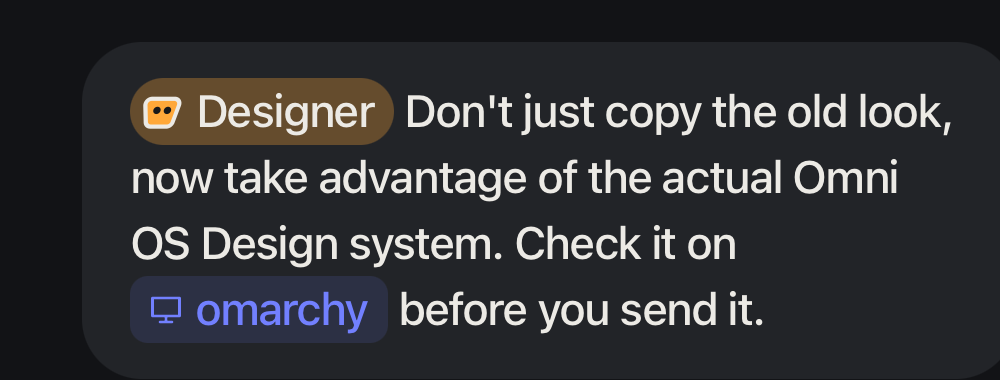 Designer Don't just copy the old look,
now take advantage of the actual Omni
OS Design system. Check it on
omarchy before you send it.